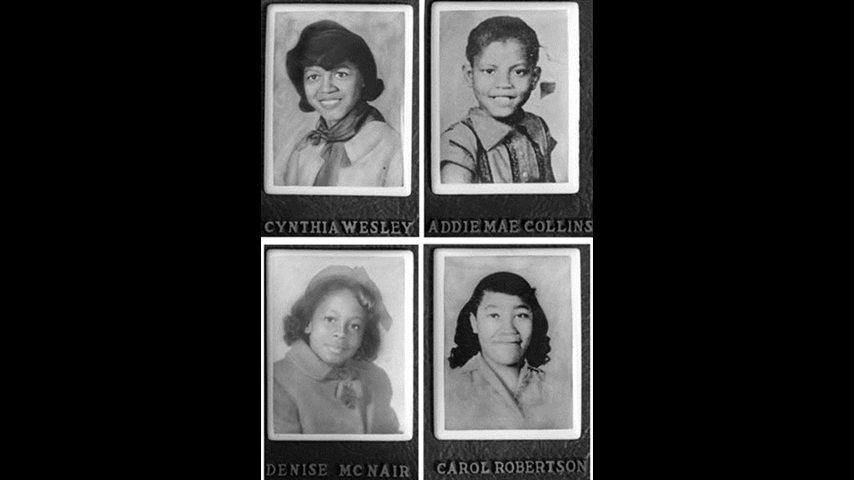 CYNTHIA WESLEY
ADDIE MAE COLLINS
DENISE MCNAIR
CAROL ROBERTSON